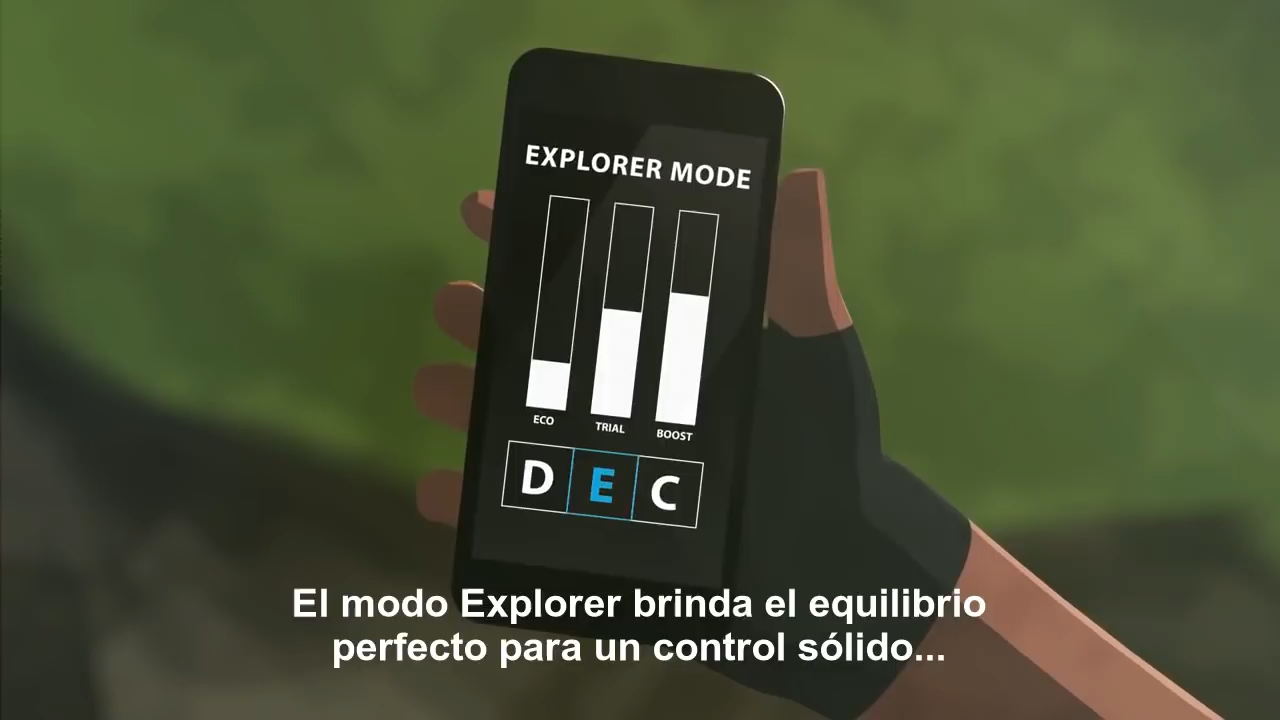 EXPLORER MODE
ECO TRIAL BOOST
D E C
El modo Explorer brinda el equilibrio
perfecto para un control sólido...